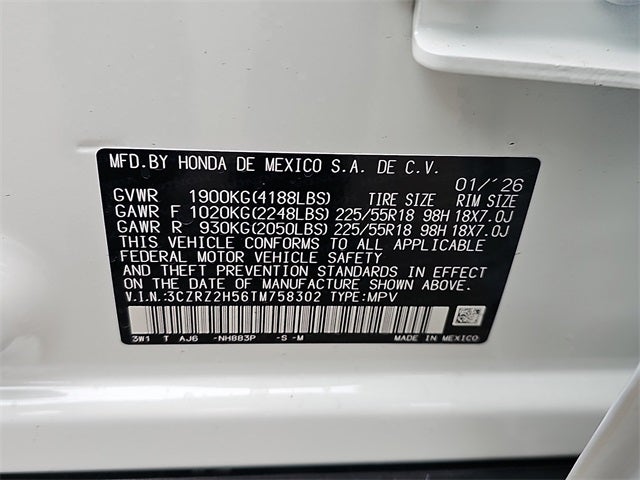 MFD.BY HONDA DE MEXICO S.A. DE C.V.
01/'26
GVWR 1900KG(4188LBS) TIRE SIZE RIM SIZE
GAWR F 1020KG(2248LBS) 225/55R18 98H 18X7.0J
GAWR R 930KG(2050LBS) 225/55R18 98H 18X7.0J
THIS VEHICLE CONFORMS TO ALL APPLICABLE
FEDERAL MOTOR VEHICLE SAFETY
AND THEFT PREVENTION STANDARDS IN EFFECT
ON THE DATE OF MANUFACTURE SHOWN ABOVE.
V.I.N.:3CZRZ2H56TM758302 TYPE:MPV
3W1 T AJ6 -NH883P -S -M MADE IN MEXICO